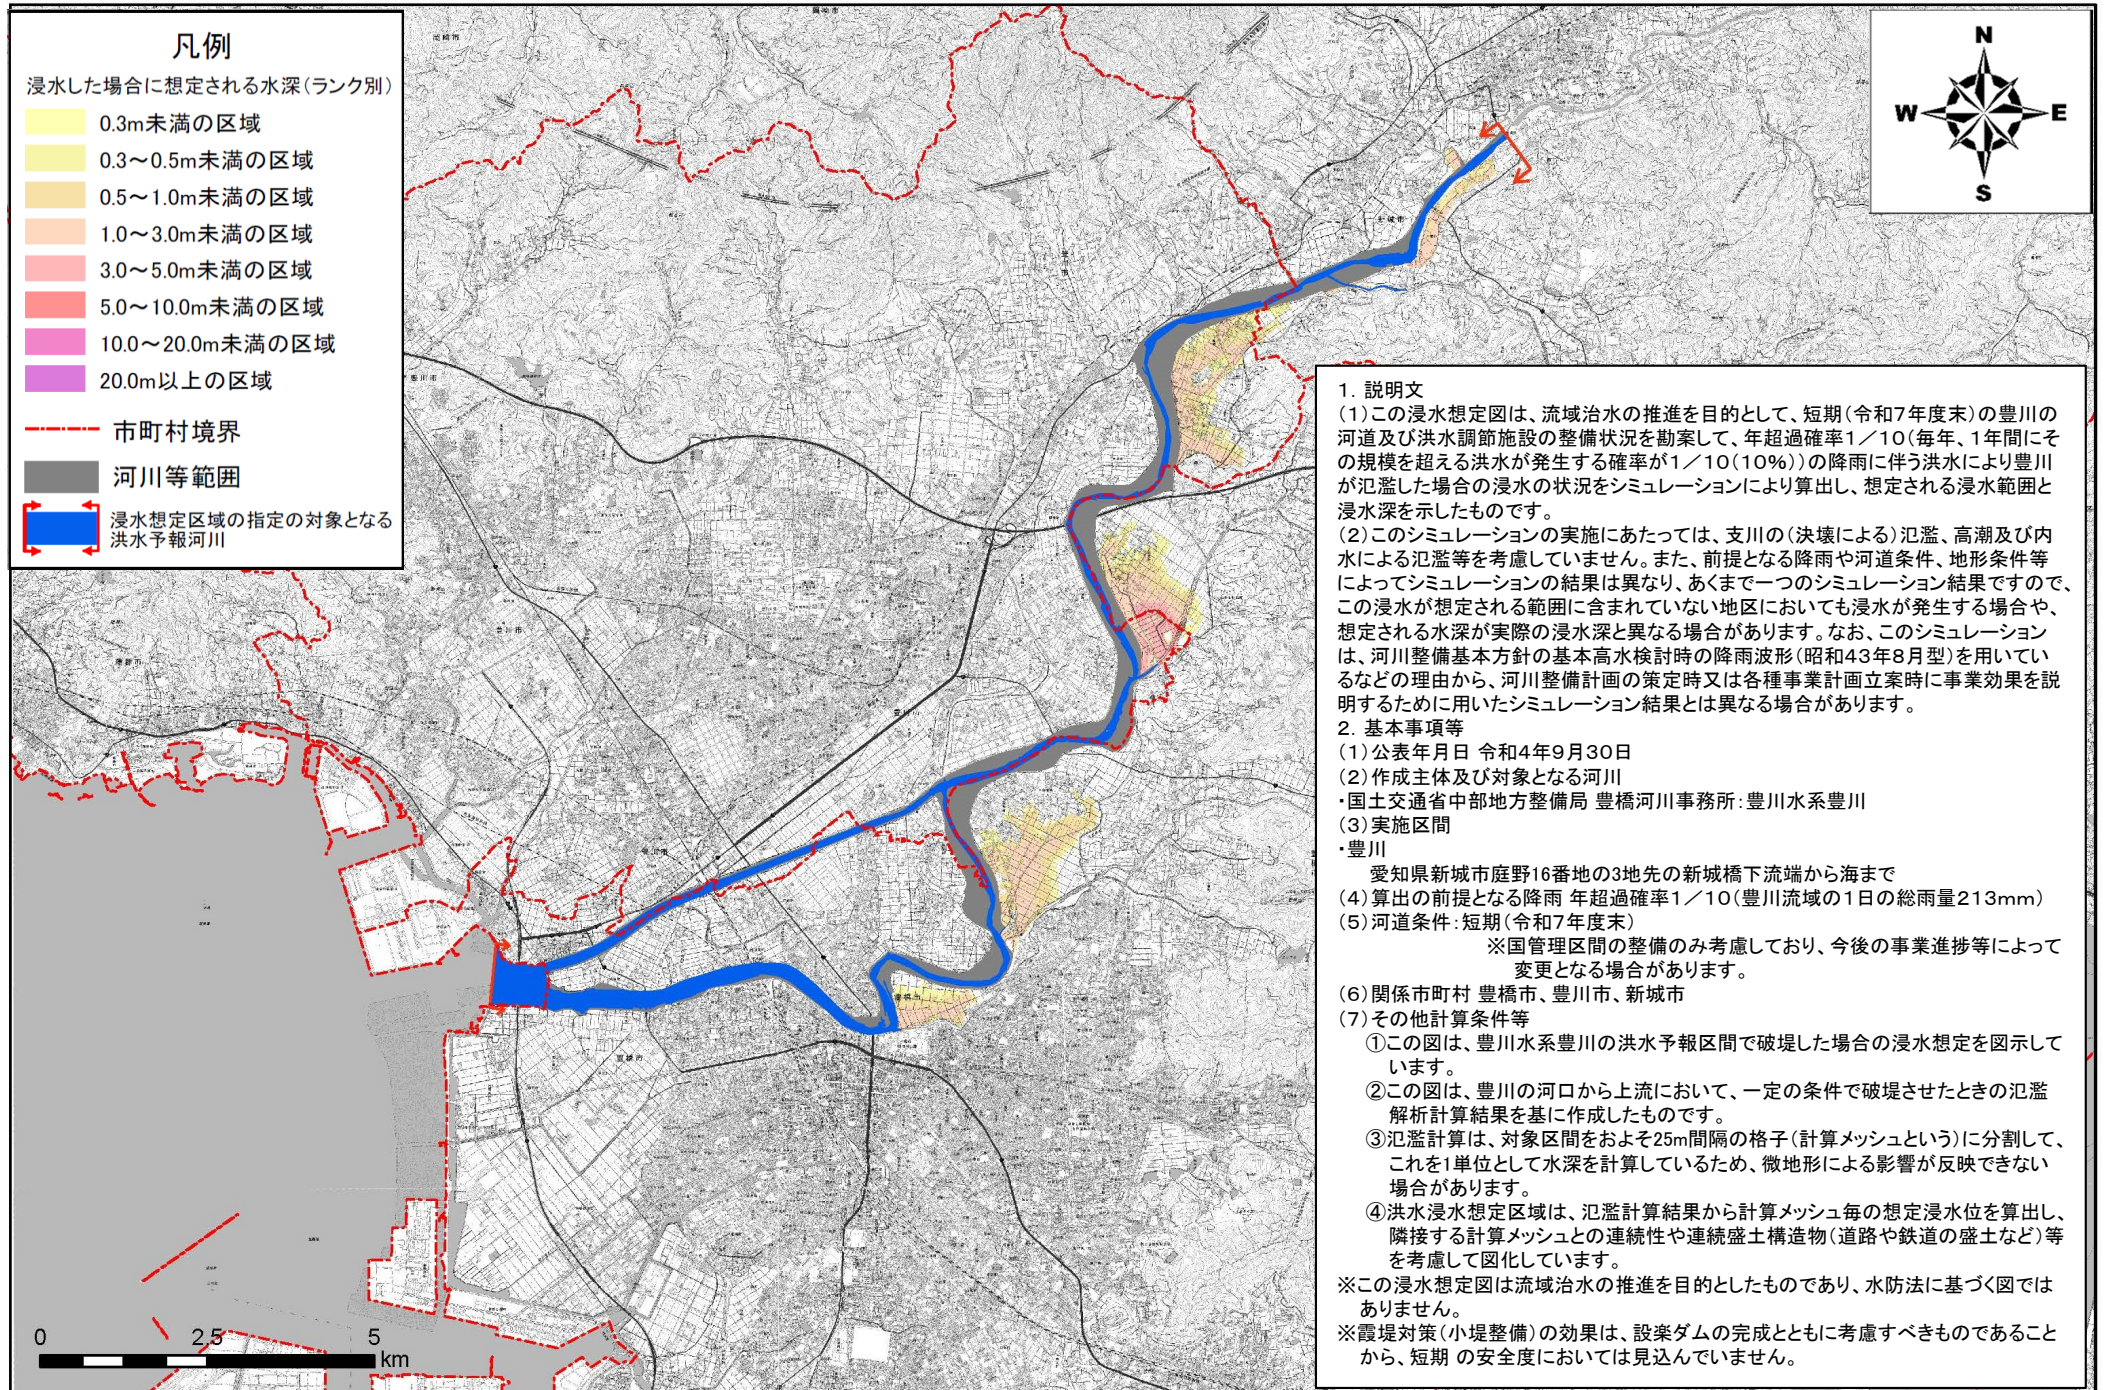 凡例
浸水した場合に想定される水深(ランク別)
0.3m未満の区域
0.3～0.5m未満の区域
0.5～1.0m未満の区域
1.0～3.0m未満の区域
3.0～5.0m未満の区域
5.0～10.0m未満の区域
10.0～20.0m未満の区域
20.0m以上の区域
市町村境界
河川等範囲
浸水想定区域の指定の対象となる
洪水予報河川
N
W
E
S
豊川市
新城市
豊川市
豊川市
豊橋市
豊橋市
0
2.5
5
km
1. 説明文
(1)この浸水想定図は、流域治水の推進を目的として、短期(令和7年度末)の豊川の
河道及び洪水調節施設の整備状況を勘案して、年超過確率1/10(毎年、1年間にそ
の規模を超える洪水が発生する確率が1/10(10%))の降雨に伴う洪水により豊川
が氾濫した場合の浸水の状況をシミュレーションにより算出し、想定される浸水範囲と
浸水深を示したものです。
(2)このシミュレーションの実施にあたっては、支川の(決壊による)氾濫、高潮及び内
水による氾濫等を考慮していません。また、前提となる降雨や河道条件、地形条件等
によってシミュレーションの結果は異なり、あくまで一つのシミュレーション結果ですので、
この浸水が想定される範囲に含まれていない地区においても浸水が発生する場合や、
想定される水深が実際の浸水深と異なる場合があります。なお、このシミュレーション
は、河川整備基本方針の基本高水検討時の降雨波形(昭和43年8月型)を用いてい
るなどの理由から、河川整備計画の策定時又は各種事業計画立案時に事業効果を説
明するために用いたシミュレーション結果とは異なる場合があります。
2. 基本事項等
(1)公表年月日 令和4年9月30日
(2)作成主体及び対象となる河川
・国土交通省中部地方整備局 豊橋河川事務所:豊川水系豊川
(3)実施区間
・豊川
愛知県新城市庭野16番地の3地先の新城橋下流端から海まで
(4)算出の前提となる降雨 年超過確率1/10(豊川流域の1日の総雨量213mm)
(5)河道条件:短期(令和7年度末)
※国管理区間の整備のみ考慮しており、今後の事業進捗等によって
変更となる場合があります。
(6)関係市町村 豊橋市、豊川市、新城市
(7)その他計算条件等
①この図は、豊川水系豊川の洪水予報区間で破堤した場合の浸水想定を図示して
います。
②この図は、豊川の河口から上流において、一定の条件で破堤させたときの氾濫
解析計算結果を基に作成したものです。
③氾濫計算は、対象区間をおよそ25m間隔の格子(計算メッシュという)に分割して、
これを1単位として水深を計算しているため、微地形による影響が反映できない
場合があります。
④洪水浸水想定区域は、氾濫計算結果から計算メッシュ毎の想定浸水位を算出し、
隣接する計算メッシュとの連続性や連続盛土構造物(道路や鉄道の盛土など)等
を考慮して図化しています。
※この浸水想定図は流域治水の推進を目的としたものであり、水防法に基づく図では
ありません。
※霞堤対策(小堤整備)の効果は、設楽ダムの完成とともに考慮すべきものであること
から、短期 の安全度においては見込んでいません。